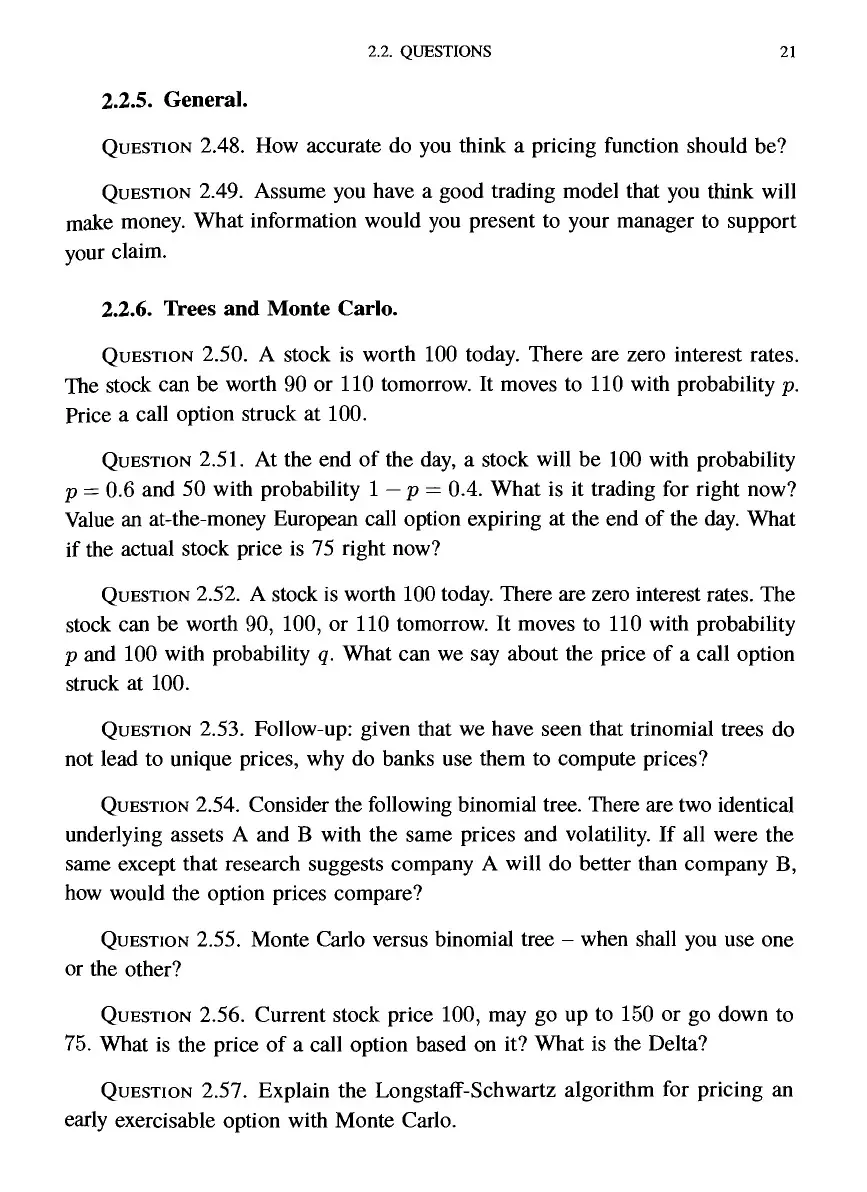 2.2. QUESTIONS 21
2.2.5. General.
QUESTION 2.48. How accurate do you think a pricing function should be?
QUESTION 2.49. Assume you have a good trading model that you think will
make money. What information would you present to your manager to support
your claim.
2.2.6. Trees and Monte Carlo.
QUESTION 2.50. A stock is worth 100 today. There are zero interest rates.
The stock can be worth 90 or 110 tomorrow. It moves to 110 with probability p.
Price a call option struck at 100.
QUESTION 2.51. At the end of the day, a stock will be 100 with probability
p = 0.6 and 50 with probability 1 − p = 0.4. What is it trading for right now?
Value an at-the-money European call option expiring at the end of the day. What
if the actual stock price is 75 right now?
QUESTION 2.52. A stock is worth 100 today. There are zero interest rates. The
stock can be worth 90, 100, or 110 tomorrow. It moves to 110 with probability
p and 100 with probability q. What can we say about the price of a call option
struck at 100.
QUESTION 2.53. Follow-up: given that we have seen that trinomial trees do
not lead to unique prices, why do banks use them to compute prices?
QUESTION 2.54. Consider the following binomial tree. There are two identical
underlying assets A and B with the same prices and volatility. If all were the
same except that research suggests company A will do better than company B,
how would the option prices compare?
QUESTION 2.55. Monte Carlo versus binomial tree – when shall you use one
or the other?
QUESTION 2.56. Current stock price 100, may go up to 150 or go down to
75. What is the price of a call option based on it? What is the Delta?
QUESTION 2.57. Explain the Longstaff-Schwartz algorithm for pricing an
early exercisable option with Monte Carlo.